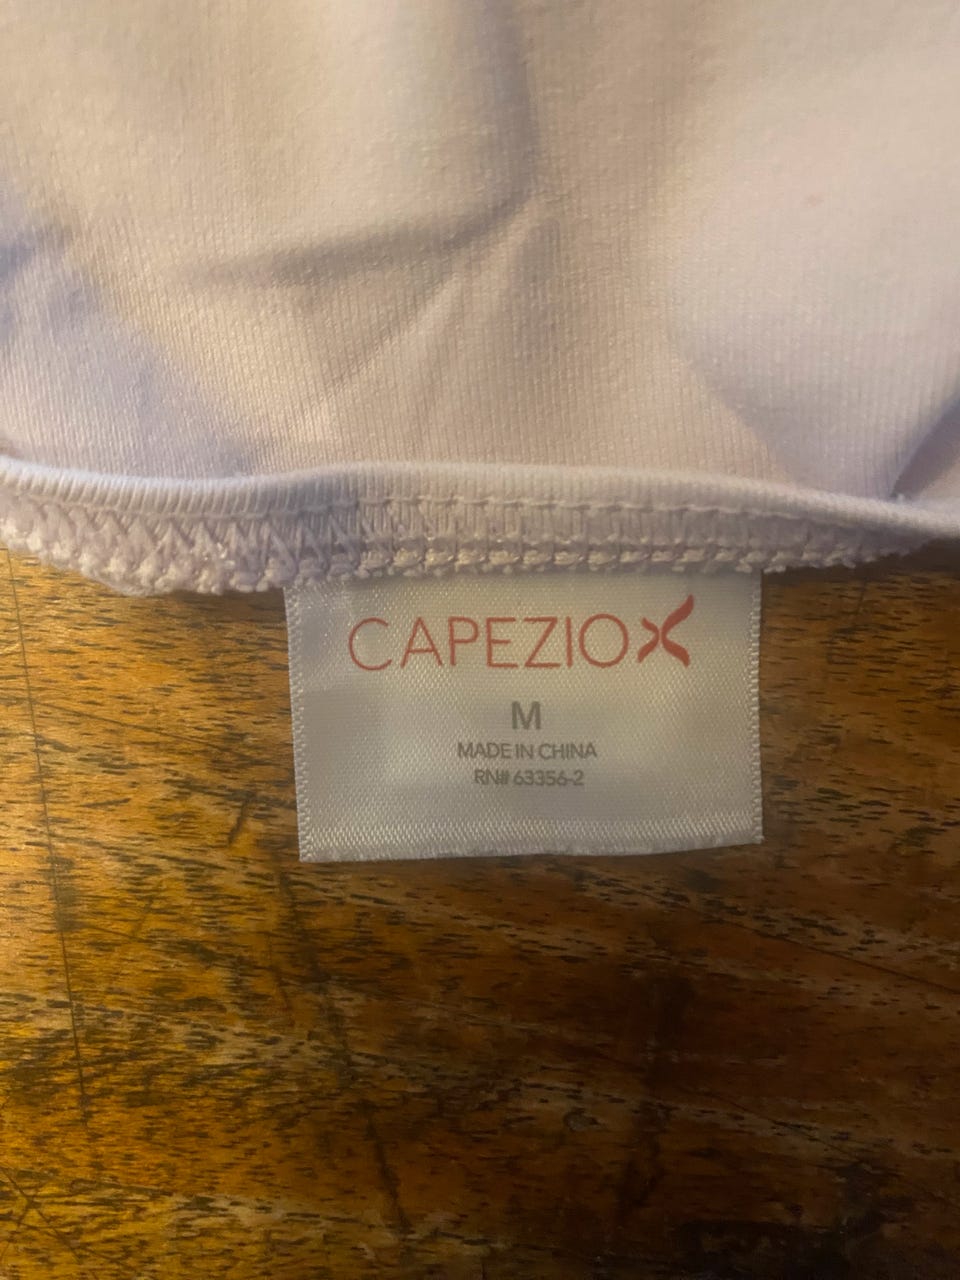 CAPEZIO
M
MADE IN CHINA
RN# 63356-2